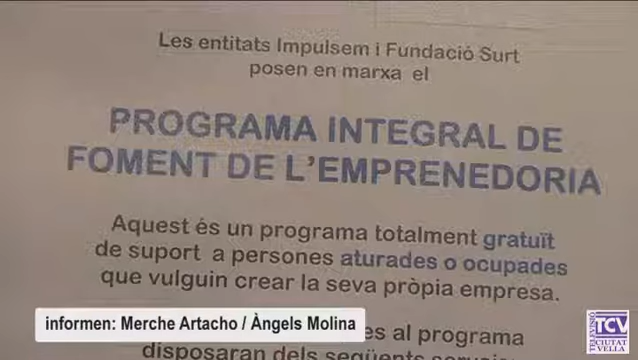 Les entitats Impulsem i Fundació Surt
posen en marxa el
PROGRAMA INTEGRAL DE
FOMENT DE L'EMPRENEDORIA
Aquest és un programa totalment gratuït
de suport a persones aturades o ocupades
que vulguin crear la seva pròpia empresa.
es al programa
disposaran dels següents
informen: Merche Artacho / Àngels Molina
TELEVISIÓ
TCV
CIUTAT
VELLA